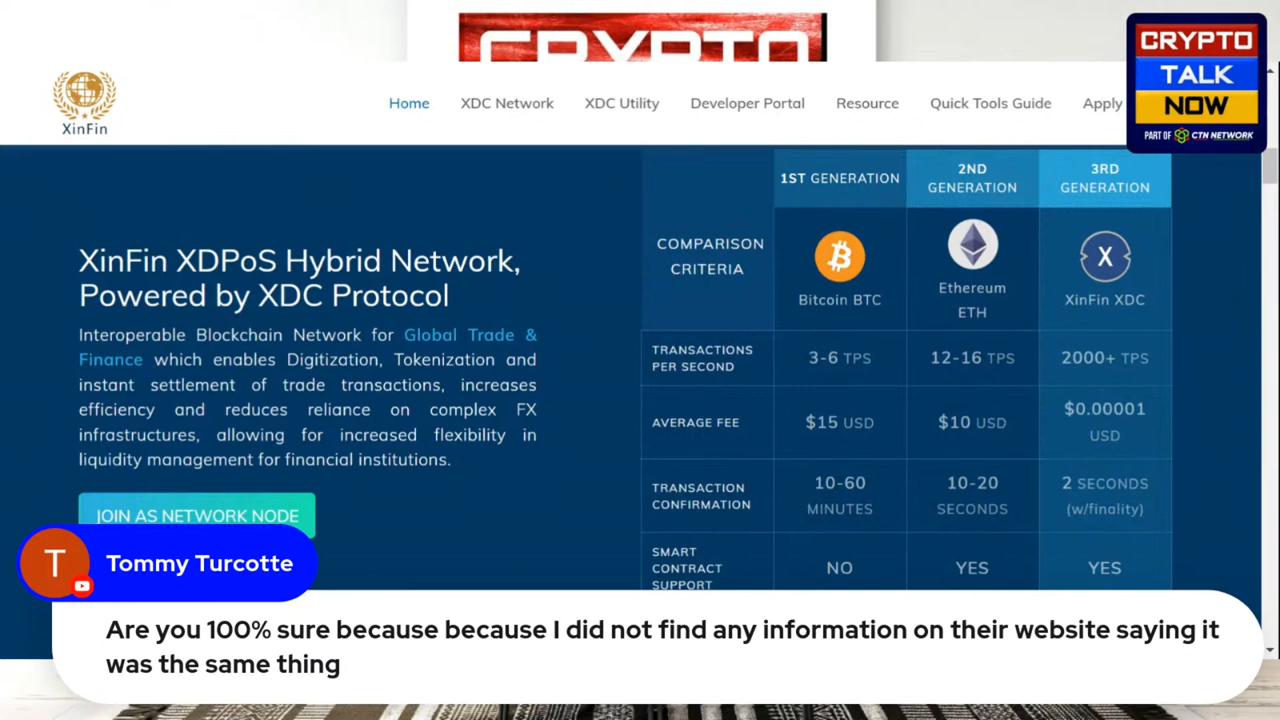 CRYPTO
CRYPTO
TALK
NOW
PART OF CTN NETWORK
XinFin
Home XDC Network XDC Utility Developer Portal Resource Quick Tools Guide Apply
XinFin XDPoS Hybrid Network,
Powered by XDC Protocol
Interoperable Blockchain Network for Global Trade &
Finance which enables Digitization, Tokenization and
instant settlement of trade transactions, increases
efficiency and reduces reliance on complex FX
infrastructures, allowing for increased flexibility in
liquidity management for financial institutions.
JOIN AS NETWORK NODE
COMPARISON
CRITERIA
1ST GENERATION
2ND
GENERATION
3RD
GENERATION
Bitcoin BTC
Ethereum
ETH
X
XinFin XDC
TRANSACTIONS
PER SECOND
3-6 TPS
12-16 TPS
2000+ TPS
AVERAGE FEE
$15 USD
$10 USD
$0.00001
USD
TRANSACTION
CONFIRMATION
10-60
MINUTES
10-20
SECONDS
2 SECONDS
(w/finality)
SMART
CONTRACT
SUPPORT
NO
YES
YES
T
Tommy Turcotte
Are you 100% sure because because I did not find any information on their website saying it
was the same thing